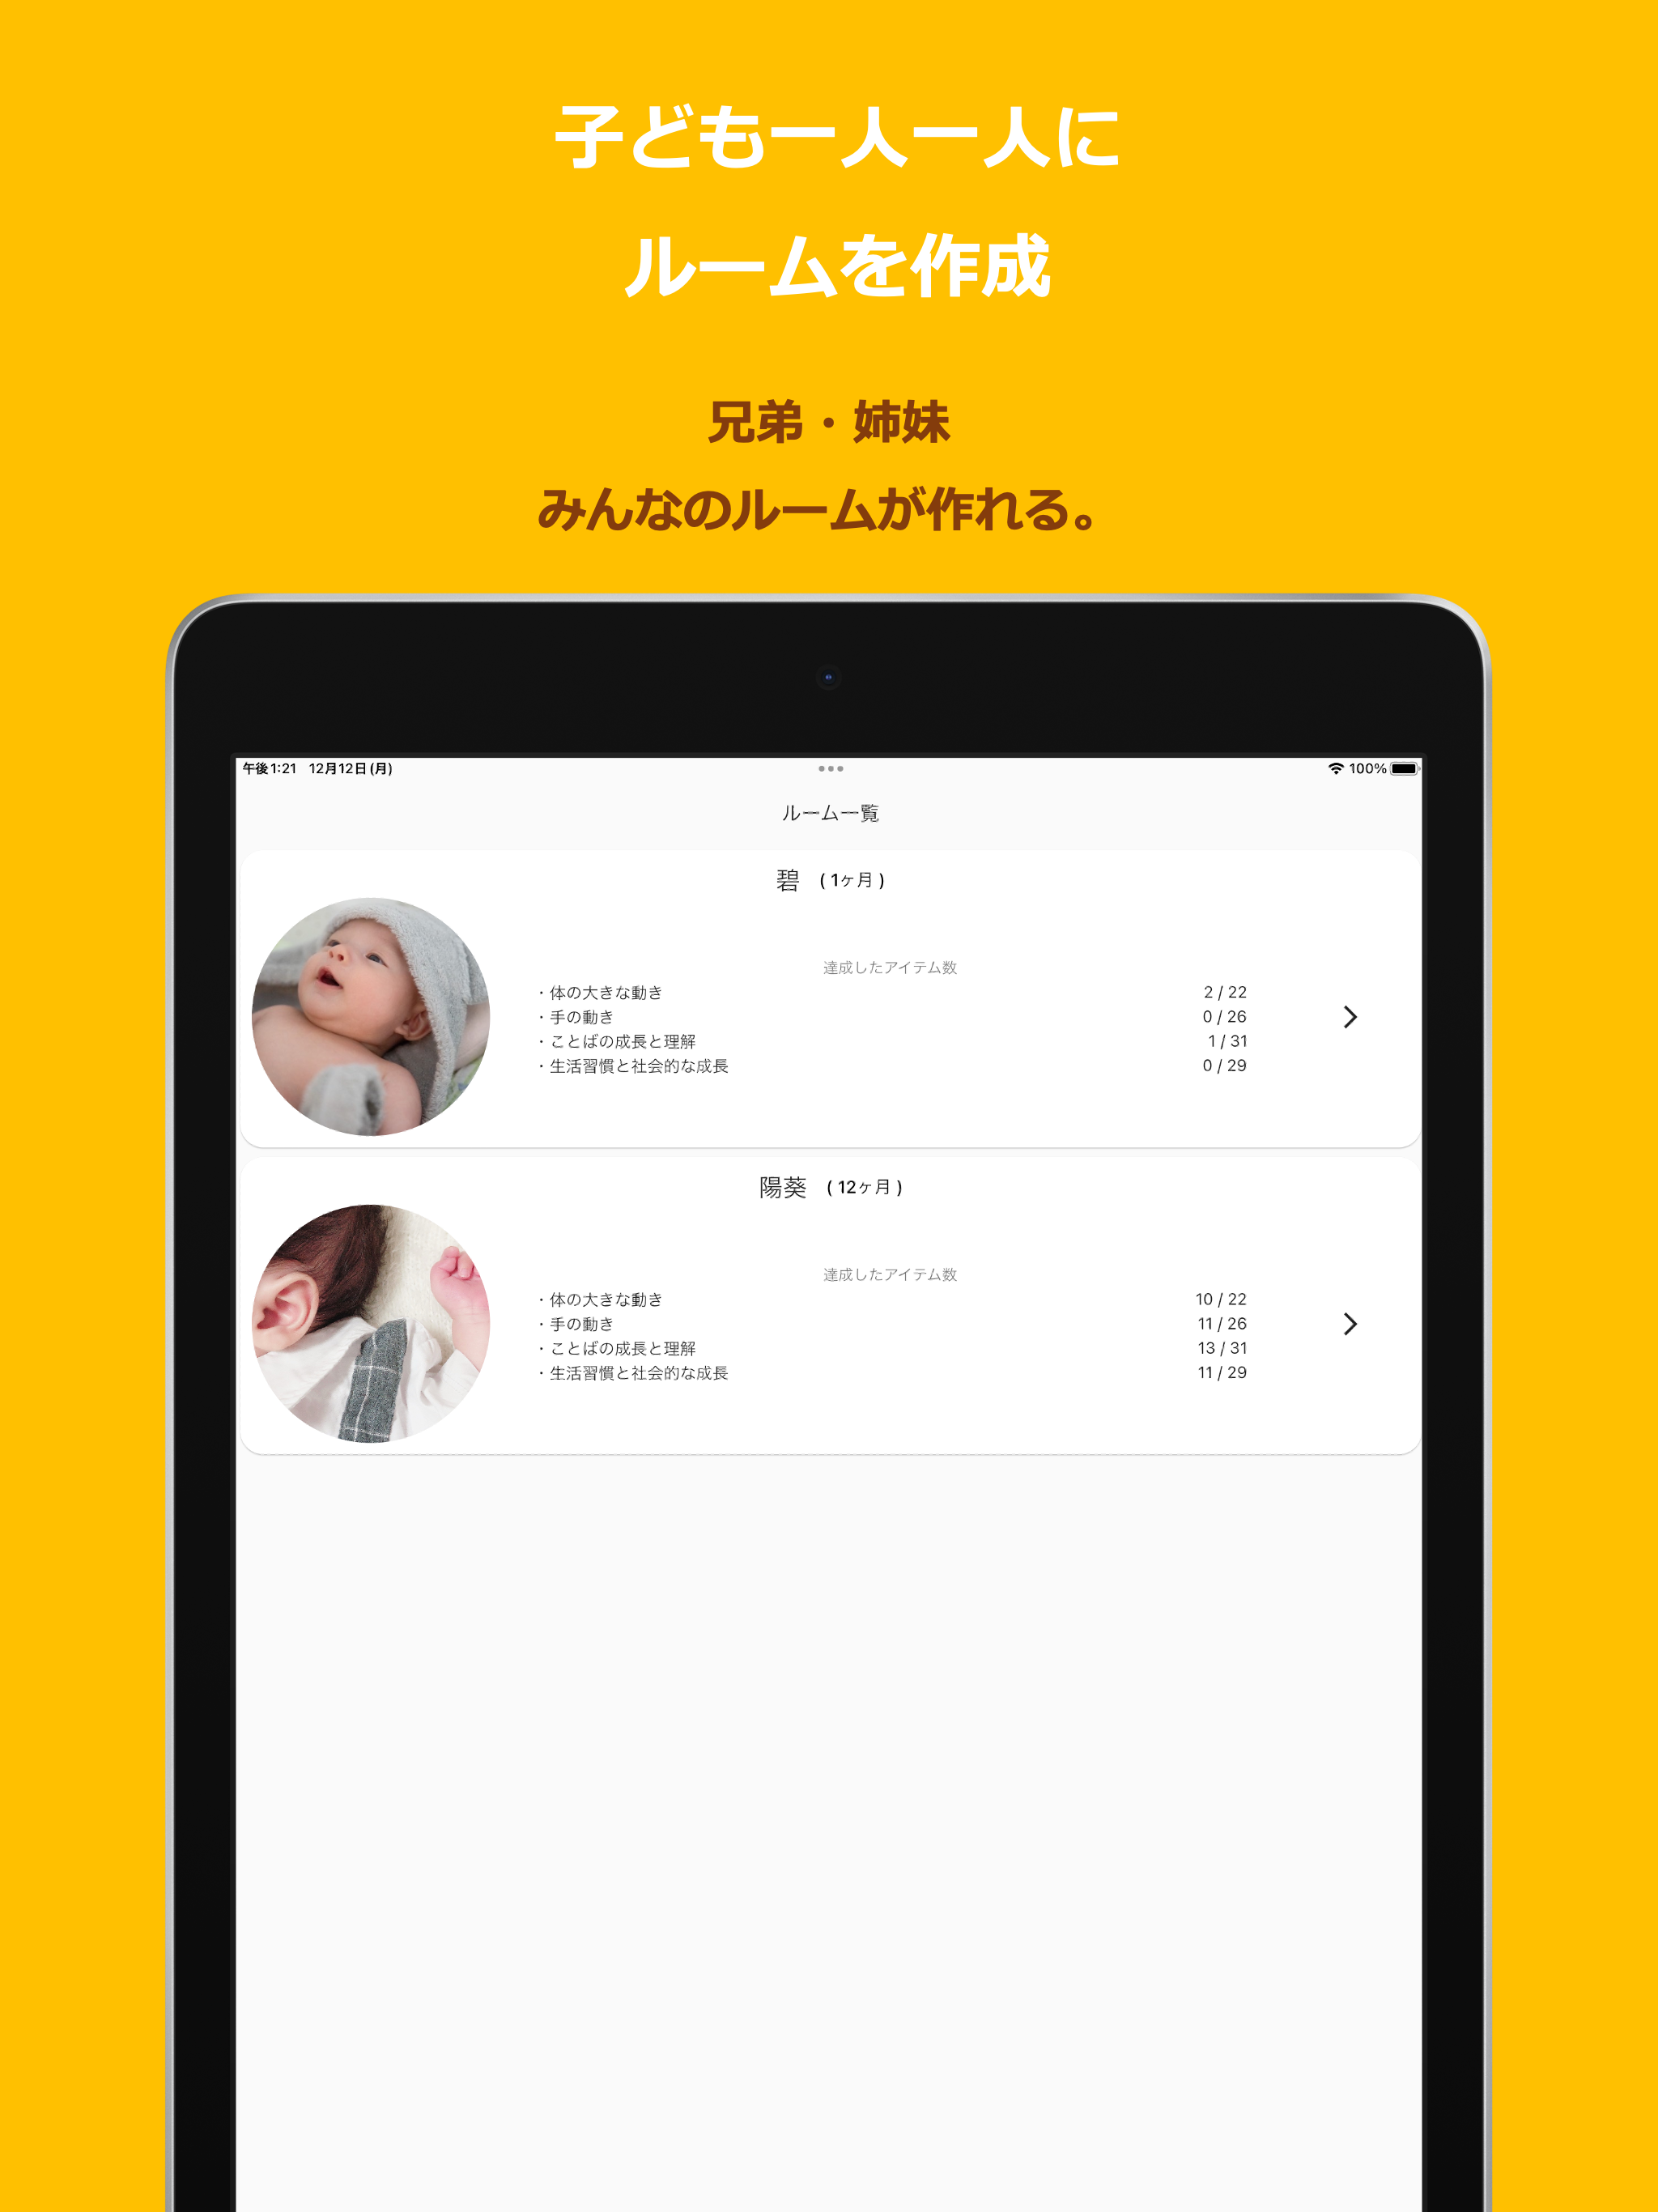 子ども一人一人に
ルームを作成
兄弟・姉妹
みんなのルームが作れる。
午後1:21 12月12日(月) 100%
ルーム一覧
碧 ( 1ヶ月 )
達成したアイテム数
・体の大きな動き 2 / 22
・手の動き 0 / 26
・ことばの成長と理解 1 / 31
・生活習慣と社会的な成長 0 / 29
陽葵 ( 12ヶ月 )
達成したアイテム数
・体の大きな動き 10 / 22
・手の動き 11 / 26
・ことばの成長と理解 13 / 31
・生活習慣と社会的な成長 11 / 29